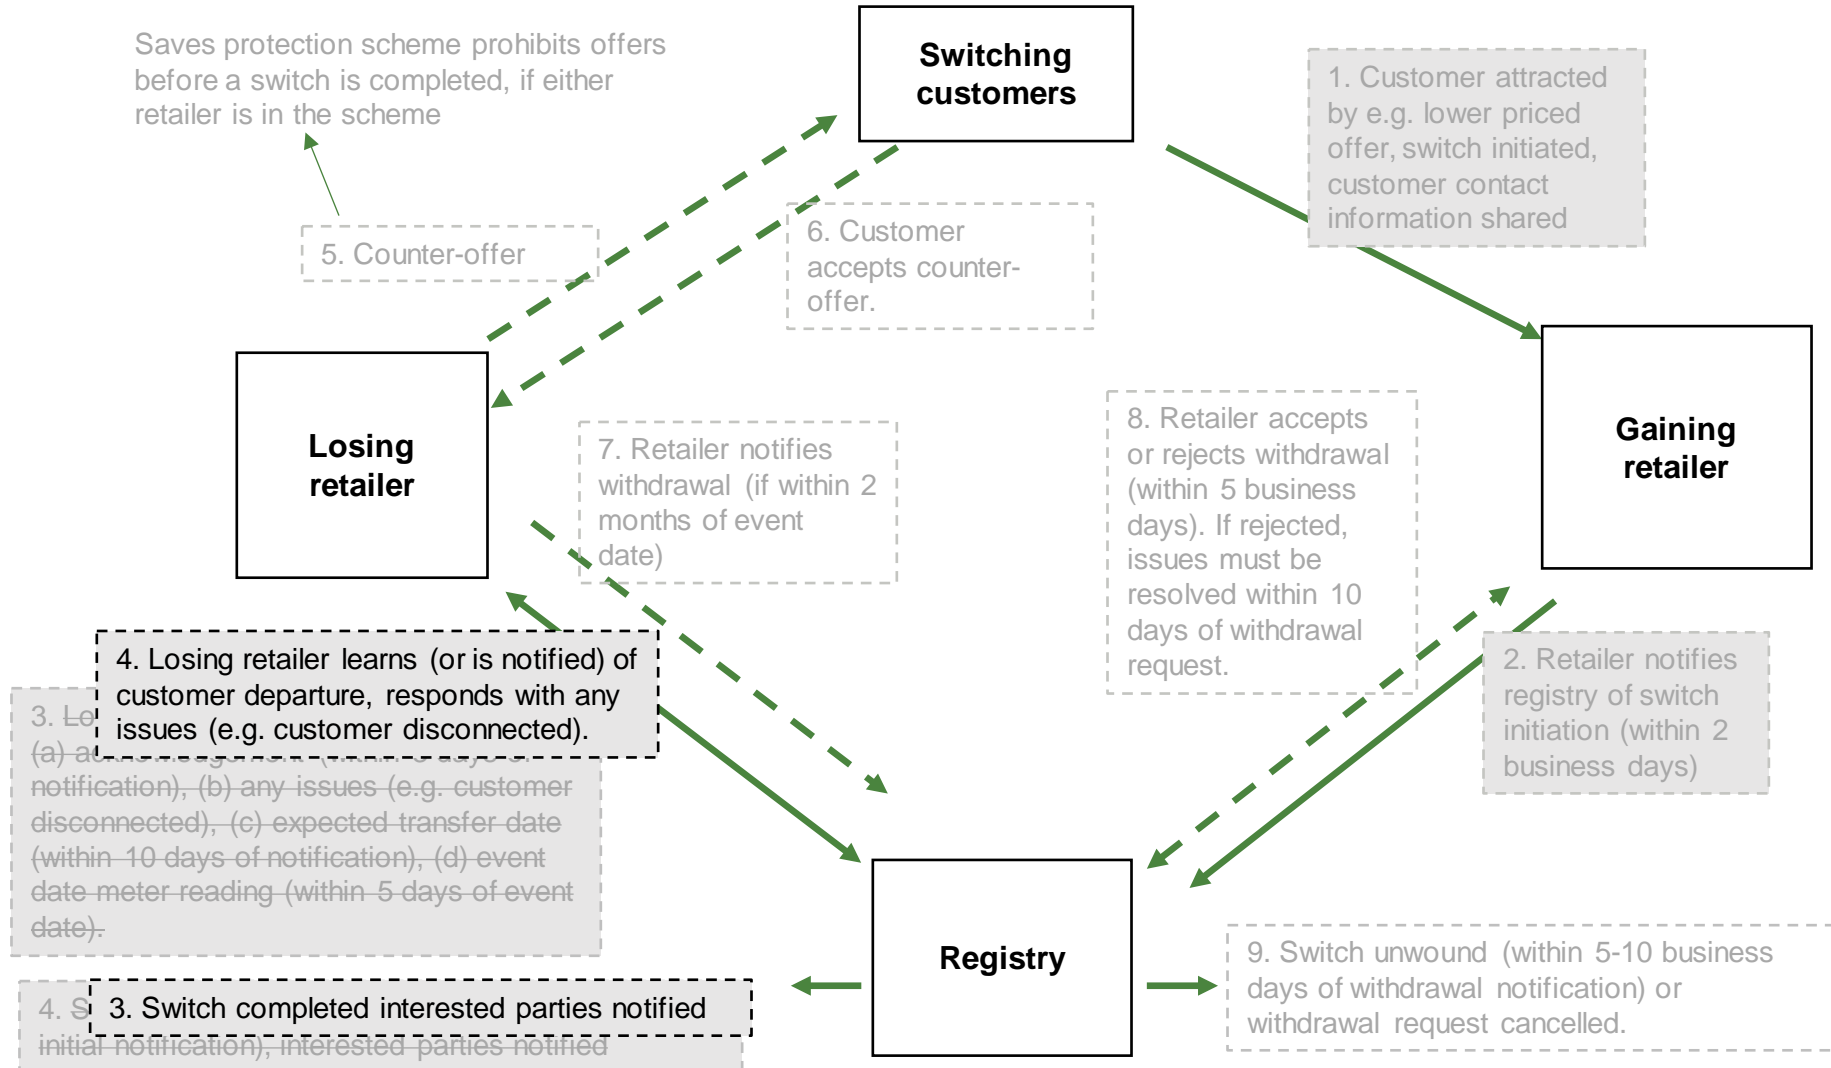 Saves protection scheme prohibits offers
before a switch is completed, if either
retailer is in the scheme
Switching
customers
1. Customer attracted
by e.g. lower priced
offer, switch initiated,
customer contact
information shared
5. Counter-offer
6. Customer
accepts counter-
offer.
Losing
retailer
7. Retailer notifies
withdrawal (if within 2
months of event
date)
8. Retailer accepts
or rejects withdrawal
(within 5 business
days). If rejected,
issues must be
resolved within 10
days of withdrawal
request.
Gaining
retailer
4. Losing retailer learns (or is notified) of
customer departure, responds with any
issues (e.g. customer disconnected).
2. Retailer notifies
registry of switch
initiation (within 2
business days)
3.
(a)
notification), (b) any issues (e.g. customer
disconnected), (c) expected transfer date
(within 10 days of notification), (d) event
date meter reading (within 5 days of event
date).
Registry
3. Switch completed interested parties notified
4.
initial notification), interested parties notified
9. Switch unwound (within 5-10 business
days of withdrawal notification) or
withdrawal request cancelled.